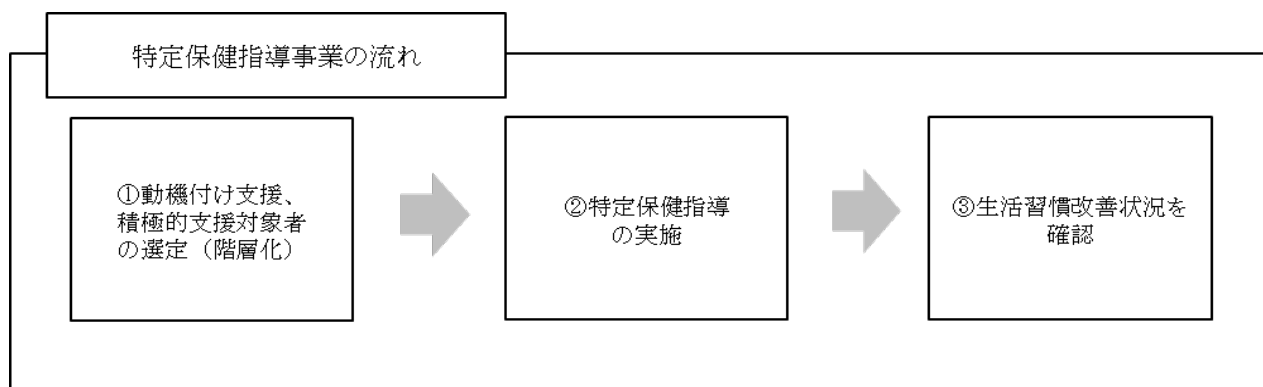 特定保健指導事業の流れ
①動機付け支援、
積極的支援対象者
の選定（階層化）
②特定保健指導
の実施
③生活習慣改善状況を
確認